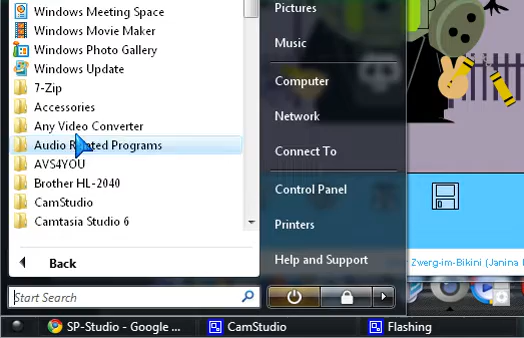 Windows Meeting Space
Windows Movie Maker
Windows Photo Gallery
Windows Update
7-Zip
Accessories
Any Video Converter
Audio Related Programs
AVS4YOU
Brother HL-2040
CamStudio
Camtasia Studio 6
Back
Start Search
Pictures
Music
Computer
Network
Connect To
Control Panel
Printers
Help and Support
Zwerg-im-Bikini (Janina
SP-Studio - Google ...
CamStudio
Flashing